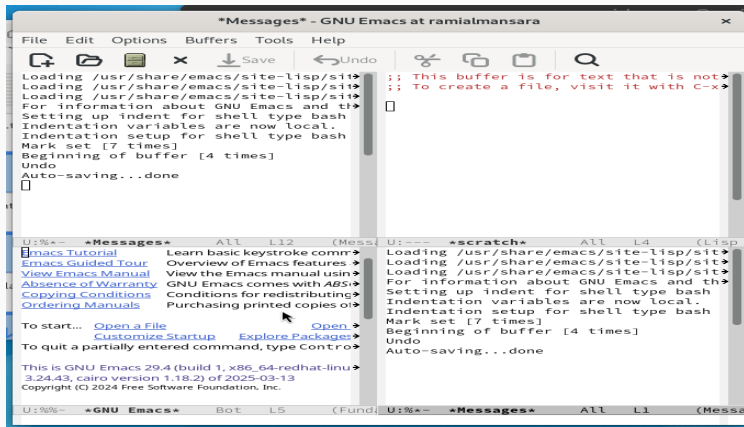 *Messages* - GNU Emacs at ramialmansara
File Edit Options Buffers Tools Help
Save Undo
Loading /usr/share/emacs/site-lisp/sit
Loading /usr/share/emacs/site-lisp/sit
Loading /usr/share/emacs/site-lisp/sit
For information about GNU Emacs and th
Setting up indent for shell type bash
Indentation variables are now local.
Indentation setup for shell type bash
Mark set [7 times]
Beginning of buffer [4 times]
Undo
Auto-saving...done
U:%*- *Messages* All L12 (Messa
;; This buffer is for text that is not
;; To create a file, visit it with C-x
U:--- *scratch* All L4 (Lisp
Emacs Tutorial Learn basic keystroke comm
Emacs Guided Tour Overview of Emacs features
View Emacs Manual View the Emacs manual usin
Absence of Warranty GNU Emacs comes with ABS
Copying Conditions Conditions for redistributing
Ordering Manuals Purchasing printed copies o
To start... Open a File Open
Customize Startup Explore Packages
To quit a partially entered command, type Contro
This is GNU Emacs 29.4 (build 1, x86_64-redhat-linu
3.24.43, cairo version 1.18.2) of 2025-03-13
Copyright (C) 2024 Free Software Foundation, Inc.
U:%%- *GNU Emacs* Bot L5 (Funda
Loading /usr/share/emacs/site-lisp/sit
Loading /usr/share/emacs/site-lisp/sit
Loading /usr/share/emacs/site-lisp/sit
For information about GNU Emacs and th
Setting up indent for shell type bash
Indentation variables are now local.
Indentation setup for shell type bash
Mark set [7 times]
Beginning of buffer [4 times]
Undo
Auto-saving...done
U:%*- *Messages* All L1 (Messa